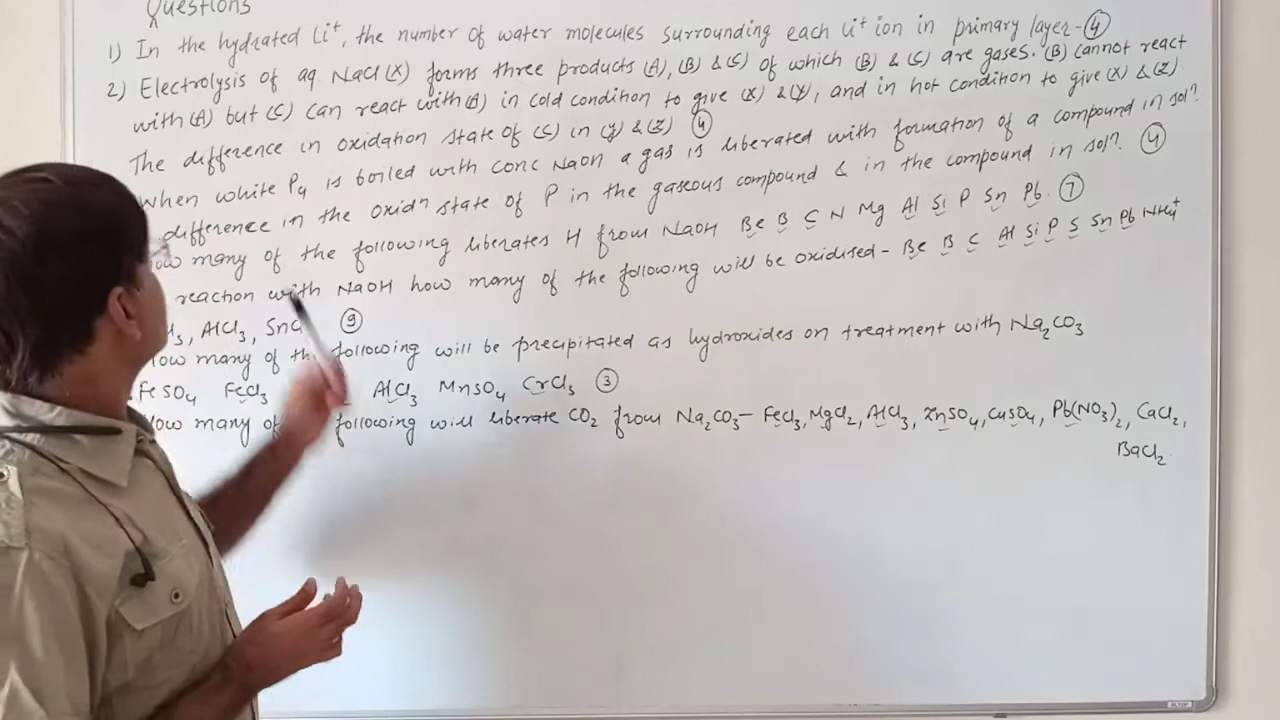 Questions
1) In the hydrated Li⁺, the number of water molecules surrounding each Li⁺ ion in primary layer - ④
2) Electrolysis of aq NaCl (X) forms three products (A), (B) & (C) of which (B) & (C) are gases. (B) cannot react
with (A) but (C) can react with (A) in cold condition to give (X) & (Y), and in hot condition to give (X) & (Z).
The difference in oxidation state of (C) in (Y) & (Z) ④
When white P₄ is boiled with conc NaOH a gas is liberated with formation of a compound in solⁿ.
difference in the oxidⁿ state of P in the gaseous compound & in the compound in solⁿ. ④
ow many of the following liberates H from NaOH Be B C N Mg Al Si P Sn Pb. ⑦
reaction with NaOH how many of the following will be oxidised - Be B C Al Si P S Sn Pb NH₄⁺
₃, AlCl₃, SnC ⑨
ow many of the following will be precipitated as hydroxides on treatment with Na₂CO₃
FeSO₄ FeCl₃ AlCl₃ MnSO₄ CrCl₃ ③
ow many of following will liberate CO₂ from Na₂CO₃ - FeCl₃, MgCl₂, AlCl₃, ZnSO₄, CuSO₄, Pb(NO₃)₂, CaCl₂,
BaCl₂